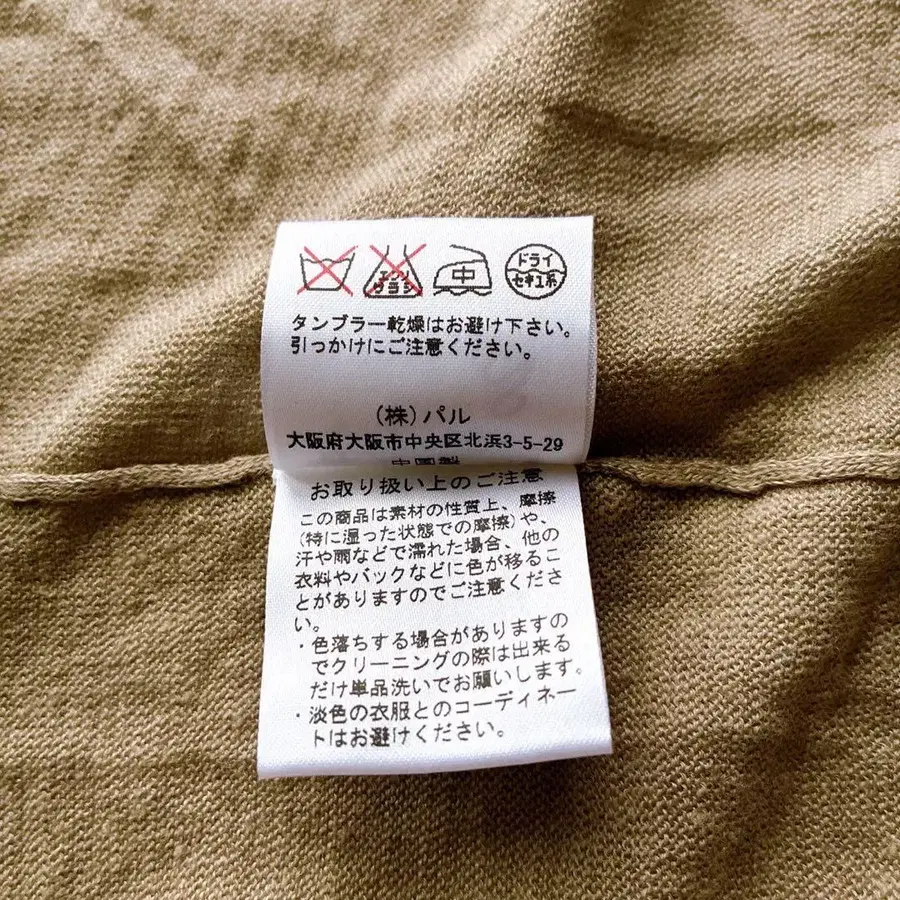 エンソ
サラシ
中
ドライ
セキユ系
タンブラー乾燥はお避け下さい。
引っかけにご注意ください。
(株)パル
大阪府大阪市中央区北浜3-5-29
中国製
お取り扱い上のご注意
この商品は素材の性質上、摩擦
(特に湿った状態での摩擦)や、
汗や雨などで濡れた場合、他の
衣料やバックなどに色が移るこ
とがありますのでご注意くださ
い。
・色落ちする場合がありますの
でクリーニングの際は出来る
だけ単品洗いでお願いします。
・淡色の衣服とのコーディネー
トはお避けください。